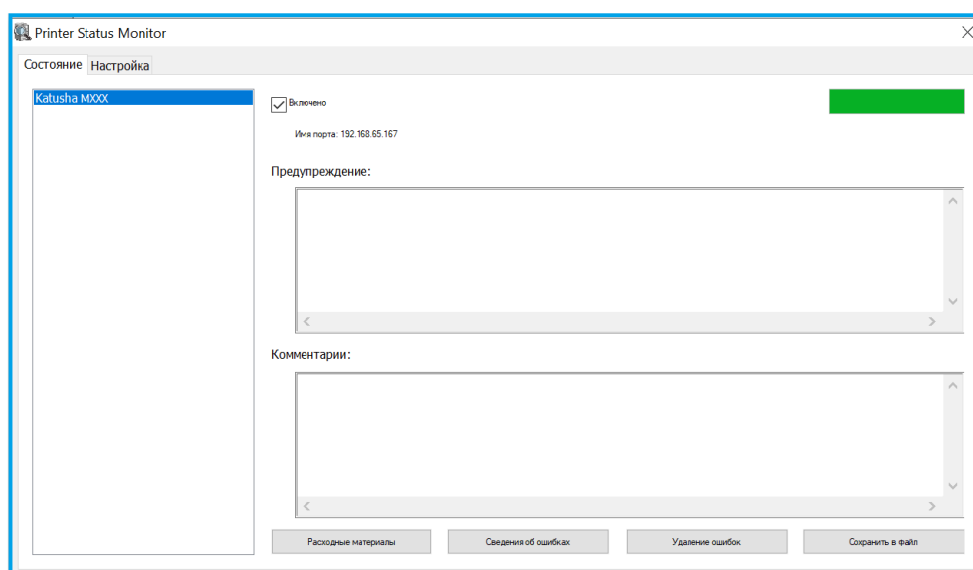 Printer Status Monitor
Состояние Настройка
Katusha MXXX
Включено
Имя порта: 192.168.65.167
Предупреждение:
Комментарии:
Расходные материалы Сведения об ошибках Удаление ошибок Сохранить в файл